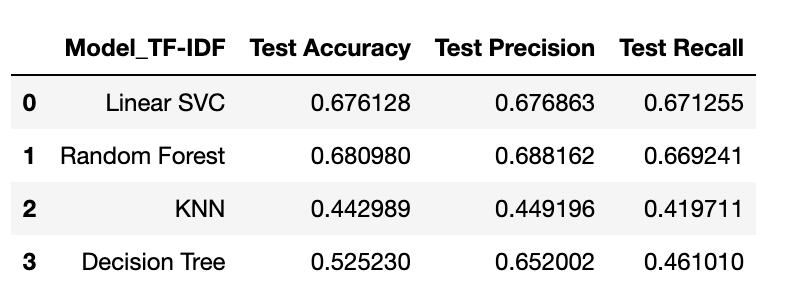 Model_TF-IDF Test Accuracy Test Precision Test Recall
0 Linear SVC 0.676128 0.676863 0.671255
1 Random Forest 0.680980 0.688162 0.669241
2 KNN 0.442989 0.449196 0.419711
3 Decision Tree 0.525230 0.652002 0.461010